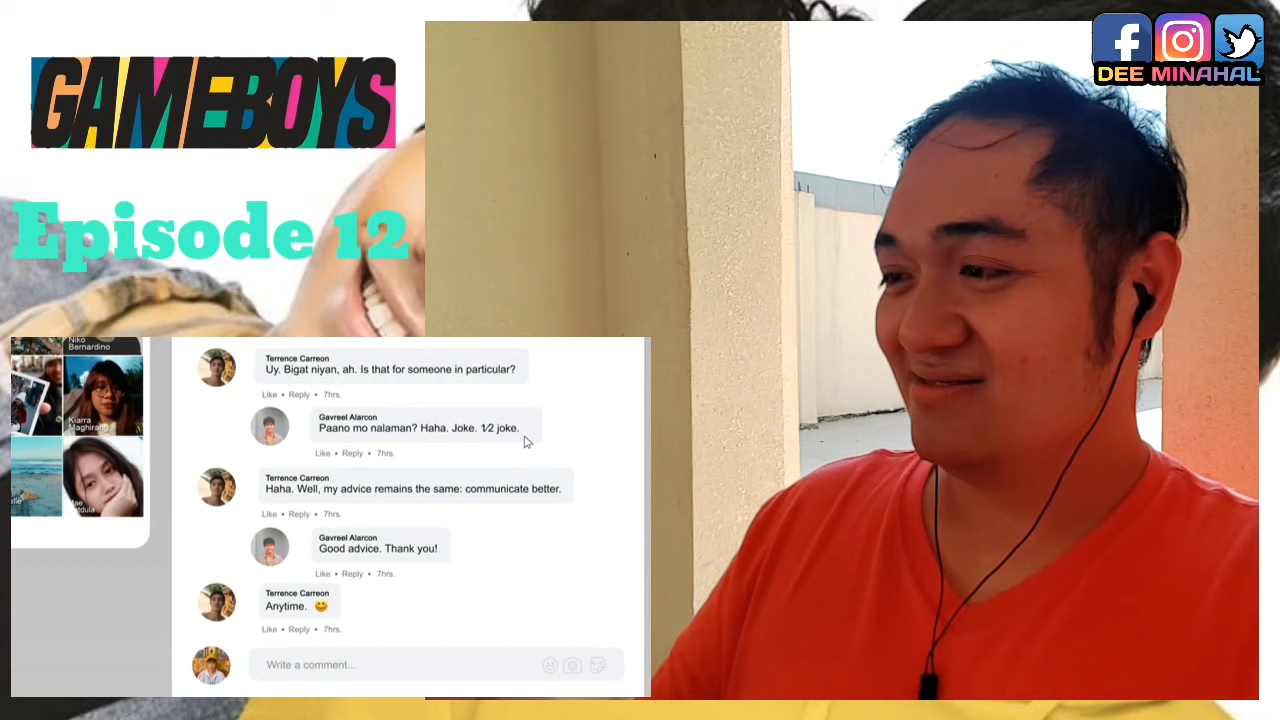 GAMEBOYS
Episode 12
DEE MINAHAL
Niko
Bernardino
Kiarra
Maghirang
Terrence Carreon
Uy. Bigat niyan, ah. Is that for someone in particular?
Like • Reply • 7hrs.
Gavreel Alarcon
Paano mo nalaman? Haha. Joke. 1⁄2 joke.
Like • Reply • 7hrs.
Terrence Carreon
Haha. Well, my advice remains the same: communicate better.
Like • Reply • 7hrs.
Gavreel Alarcon
Good advice. Thank you!
Like • Reply • 7hrs.
Terrence Carreon
Anytime. 😊
Like • Reply • 7hrs.
Write a comment...